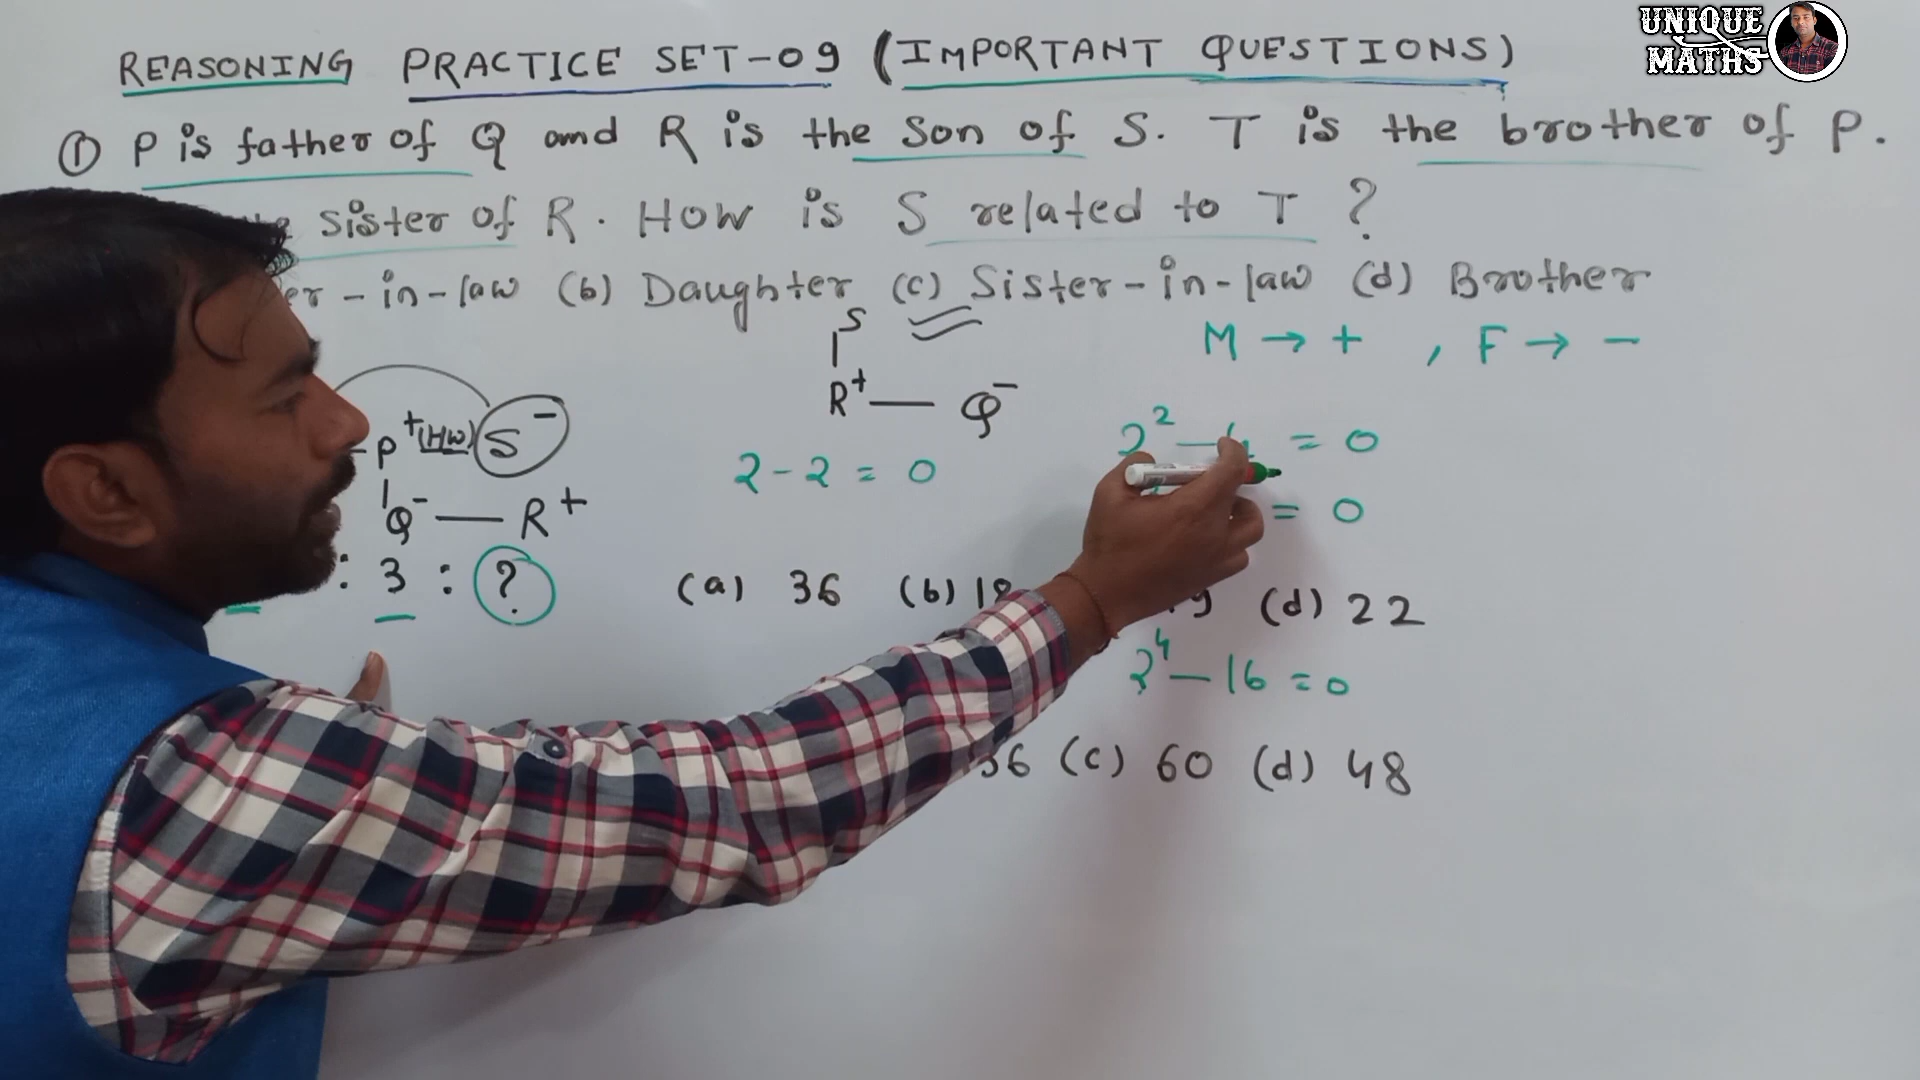 UNIQUE
MATHS
REASONING PRACTICE SET-09 (IMPORTANT QUESTIONS)
① P is father of Q and R is the son of S. T is the brother of P.
sister of R. How is S related to T ?
er-in-law (b) Daughter (c) Sister-in-law (d) Brother
M → + , F → −
S
R+ — Q−
P+ (HW) S−
Q− — R+
2 - 2 = 0
2² - 4 = 0
= 0
: 3 : ?
(a) 36 (b) 18 (d) 22
2⁴ - 16 = 0
36 (c) 60 (d) 48